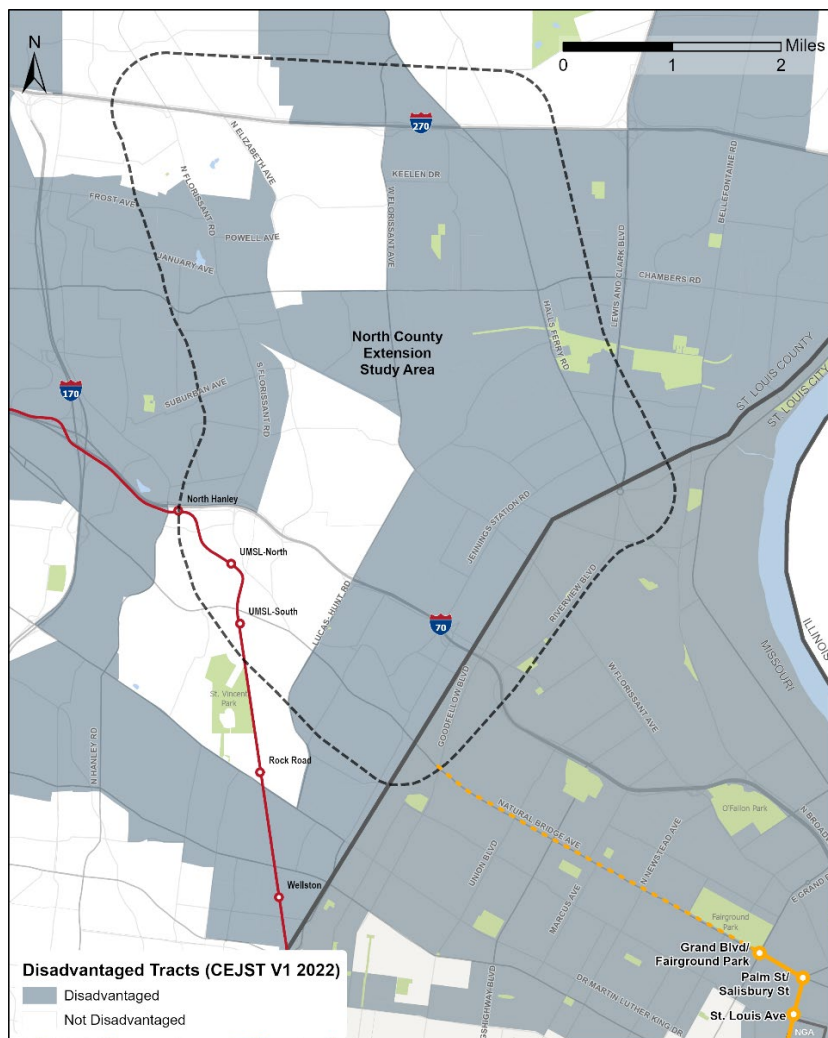 N
Miles
0
1
2
270
N ELIZABETH AVE
N FLORISSANT RD
KEELEN DR
W FLORISSANT AVE
BELLEFONTAINE RD
FROST AVE
POWELL AVE
JANUARY AVE
LEWIS AND CLARK BLVD
CHAMBERS RD
HALLS FERRY RD
North County
Extension
Study Area
ST. LOUIS COUNTY
ST. LOUIS CITY
170
SUBURBAN AVE
S FLORISSANT RD
North Hanley
JENNINGS STATION RD
UMSL-North
UMSL-South
LUCAS- HUNT RD
70
RIVERVIEW BLVD
ILLINOIS
MISSOURI
St. Vincent
Park
GOODFELLOW BLVD
W FLORISSANT AVE
N HANLEY RD
Rock Road
NATURAL BRIDGE AVE
O'Fallon Park
N BROADW
UNION BLVD
N NEWSTEAD AVE
E GRAND B
MARCUS AVE
Wellston
Fairground
Park
Grand Blvd/
Fairground Park
Palm St/
Salisbury St
St. Louis Ave
NGA
DR MARTIN LUTHER KING DR
GSHIGHWAY BLVD
Disadvantaged Tracts (CEJST V1 2022)
Disadvantaged
Not Disadvantaged